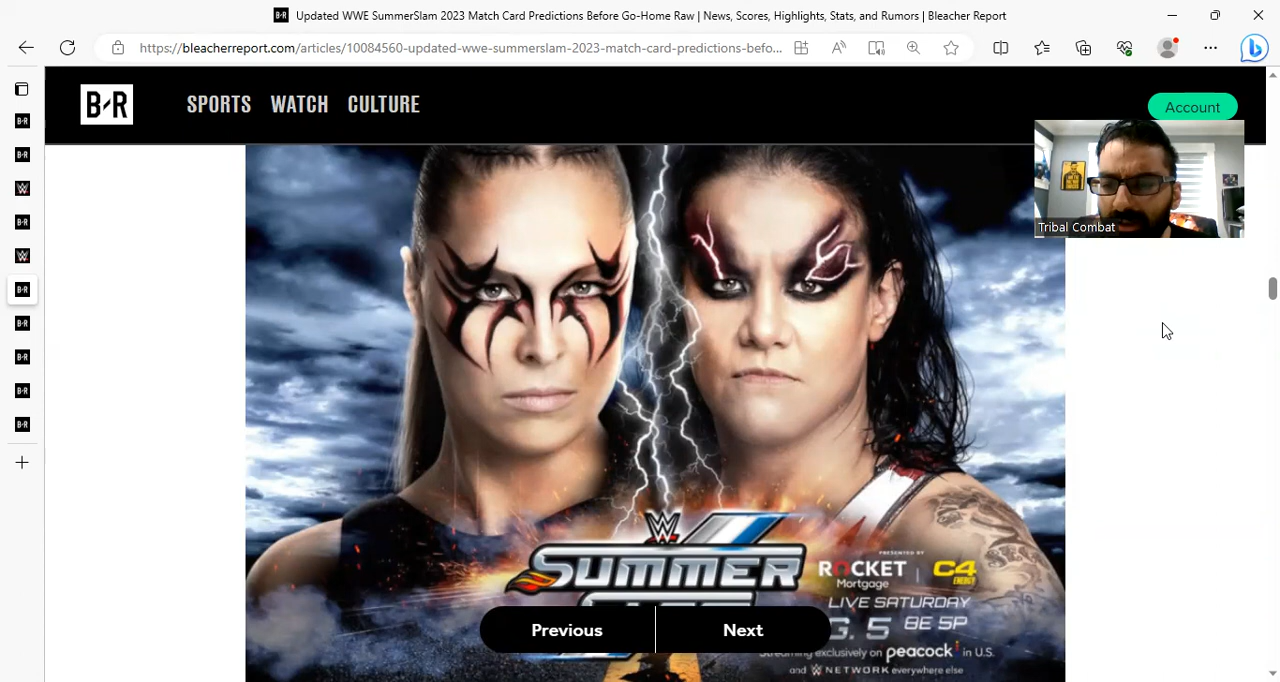 B/R Updated WWE SummerSlam 2023 Match Card Predictions Before Go-Home Raw | News, Scores, Highlights, Stats, and Rumors | Bleacher Report
https://bleacherreport.com/articles/10084560-updated-wwe-summerslam-2023-match-card-predictions-befo...
B/R SPORTS WATCH CULTURE
Account
Tribal Combat
W
SUMMER
PRESENTED BY
ROCKET
Mortgage
C4
ENERGY
LIVE SATURDAY
G. 5 8E 5P
Previous Next
Streaming exclusively on peacock in U.S.
and W NETWORK everywhere else